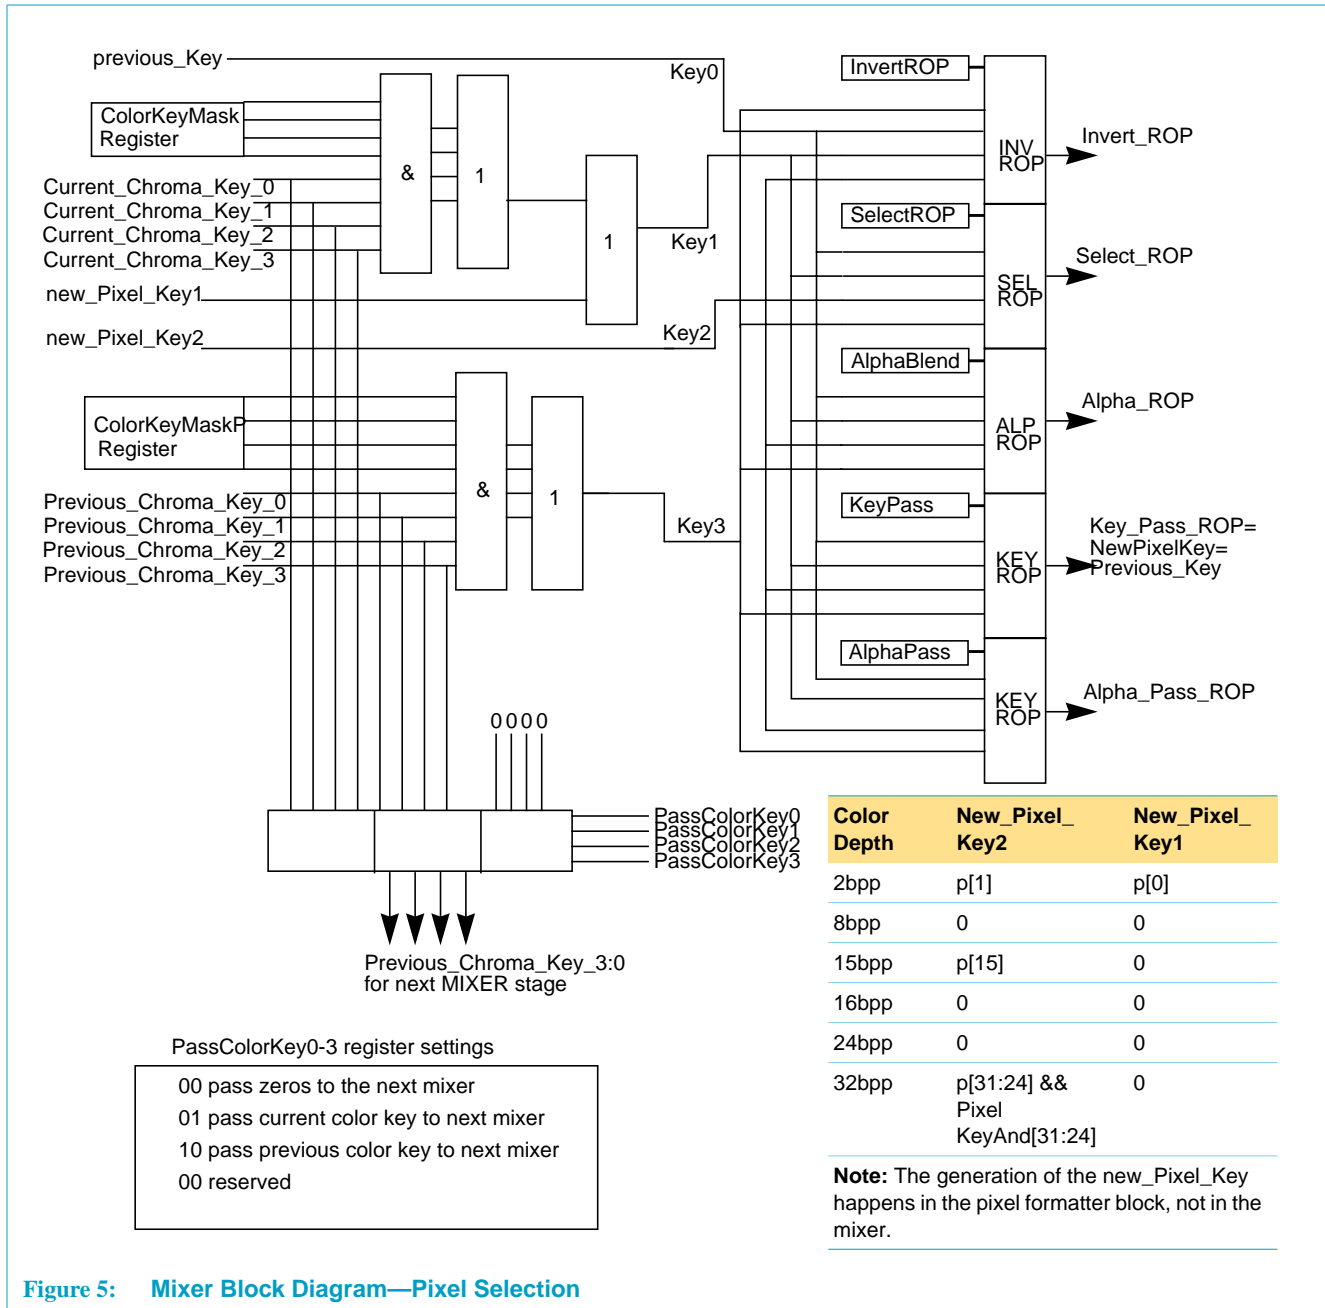 previous_Key
Key0
InvertROP
ColorKeyMask
Register
INV
ROP
Invert_ROP
&
1
Current_Chroma_Key_0
Current_Chroma_Key_1
Current_Chroma_Key_2
Current_Chroma_Key_3
SelectROP
1
Key1
Select_ROP
new_Pixel_Key1
SEL
ROP
new_Pixel_Key2
Key2
AlphaBlend
ColorKeyMaskP
Register
ALP
ROP
Alpha_ROP
&
1
Previous_Chroma_Key_0
Previous_Chroma_Key_1
Previous_Chroma_Key_2
Previous_Chroma_Key_3
Key3
KeyPass
KEY
ROP
Key_Pass_ROP=
NewPixelKey=
Previous_Key
AlphaPass
KEY
ROP
Alpha_Pass_ROP
0 0 0 0
PassColorKey0
PassColorKey1
PassColorKey2
PassColorKey3
Previous_Chroma_Key_3:0
for next MIXER stage
Color Depth New_Pixel_Key2 New_Pixel_Key1
2bpp p[1] p[0]
8bpp 0 0
15bpp p[15] 0
16bpp 0 0
24bpp 0 0
32bpp p[31:24] && Pixel KeyAnd[31:24] 0
Note: The generation of the new_Pixel_Key
happens in the pixel formatter block, not in the
mixer.
PassColorKey0-3 register settings
00 pass zeros to the next mixer
01 pass current color key to next mixer
10 pass previous color key to next mixer
00 reserved
Figure 5: Mixer Block Diagram—Pixel Selection